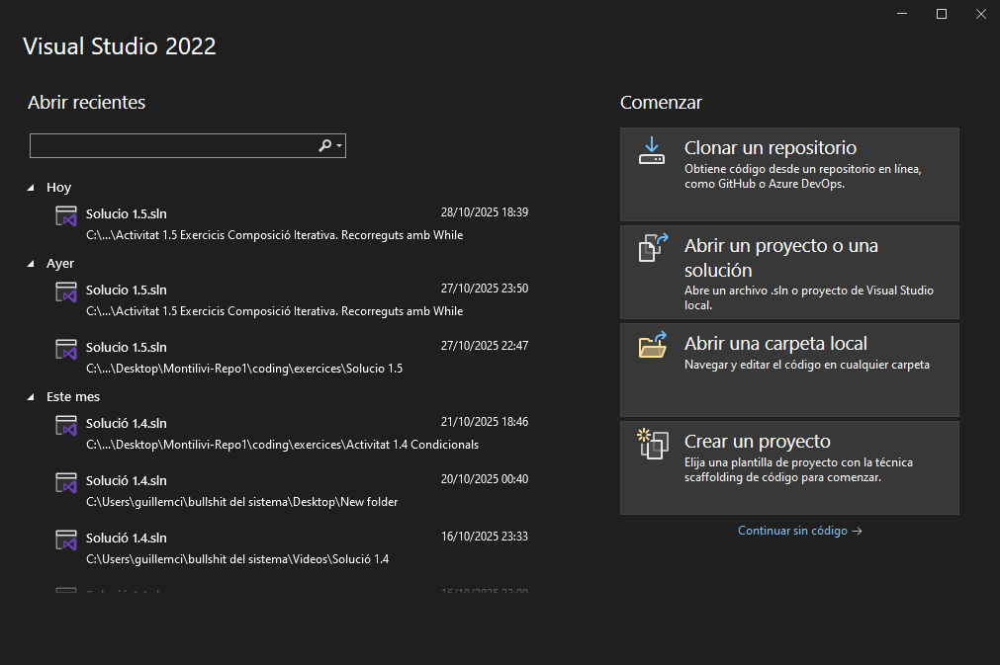 Visual Studio 2022
Abrir recientes
Hoy
Solucio 1.5.sln 28/10/2025 18:39
C:\...\Activitat 1.5 Exercicis Composició Iterativa. Recorreguts amb While
Ayer
Solucio 1.5.sln 27/10/2025 23:50
C:\...\Activitat 1.5 Exercicis Composició Iterativa. Recorreguts amb While
Solucio 1.5.sln 27/10/2025 22:47
C:\...\Desktop\Montilivi-Repo1\coding\exercices\Solucio 1.5
Este mes
Solució 1.4.sln 21/10/2025 18:46
C:\...\Desktop\Montilivi-Repo1\coding\exercices\Activitat 1.4 Condicionals
Solució 1.4.sln 20/10/2025 00:40
C:\Users\guillemci\bullshit del sistema\Desktop\New folder
Solució 1.4.sln 16/10/2025 23:33
C:\Users\guillemci\bullshit del sistema\Videos\Solució 1.4
Comenzar
Clonar un repositorio
Obtiene código desde un repositorio en línea,
como GitHub o Azure DevOps.
Abrir un proyecto o una
solución
Abre un archivo .sln o proyecto de Visual Studio
local.
Abrir una carpeta local
Navegar y editar el código en cualquier carpeta
Crear un proyecto
Elija una plantilla de proyecto con la técnica
scaffolding de código para comenzar.
Continuar sin código →